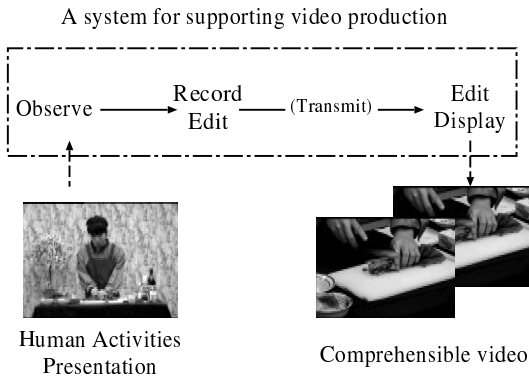 A system for supporting video production
Observe
Record
Edit
(Transmit)
Edit
Display
Human Activities
Presentation
Comprehensible video